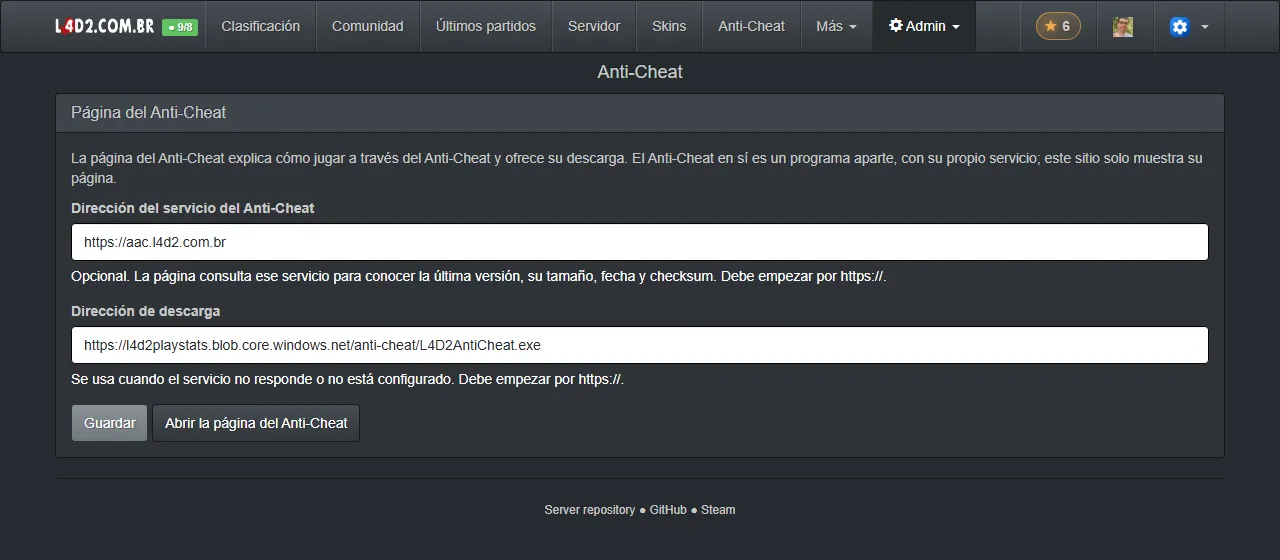 L4D2.COM.BR ● 9/8 Clasificación Comunidad Últimos partidos Servidor Skins Anti-Cheat Más Admin ★ 6
Anti-Cheat
Página del Anti-Cheat
La página del Anti-Cheat explica cómo jugar a través del Anti-Cheat y ofrece su descarga. El Anti-Cheat en sí es un programa aparte, con su propio servicio; este sitio solo muestra su
página.
Dirección del servicio del Anti-Cheat
https://aac.l4d2.com.br
Opcional. La página consulta ese servicio para conocer la última versión, su tamaño, fecha y checksum. Debe empezar por https://.
Dirección de descarga
https://l4d2playstats.blob.core.windows.net/anti-cheat/L4D2AntiCheat.exe
Se usa cuando el servicio no responde o no está configurado. Debe empezar por https://.
Guardar Abrir la página del Anti-Cheat
Server repository ● GitHub ● Steam